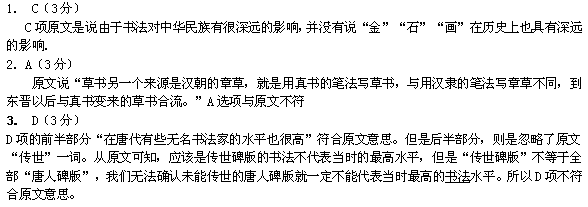 1.  C（3分）
C项原文是说由于书法对中华民族有很深远的影响，并没有说“金”“石”“画”在历史上也具有深远
的影响.
2. A（3分）
原文说“草书另一个来源是汉朝的章草，就是用真书的笔法写草书，与用汉隶的笔法写章草不同，到
东晋以后与真书变来的草书合流。”A选项与原文不符
3.  D（3分）
D项的前半部分“在唐代有些无名书法家的水平也很高”符合原文意思。但是后半部分，则是忽略了原文
“传世”一词。从原文可知，应该是传世碑版的书法不代表当时的最高水平，但是“传世碑版”不等于全
部“唐人碑版”，我们无法确认未能传世的唐人碑版就一定不能代表当时最高的书法水平。所以D项不符
合原文意思。